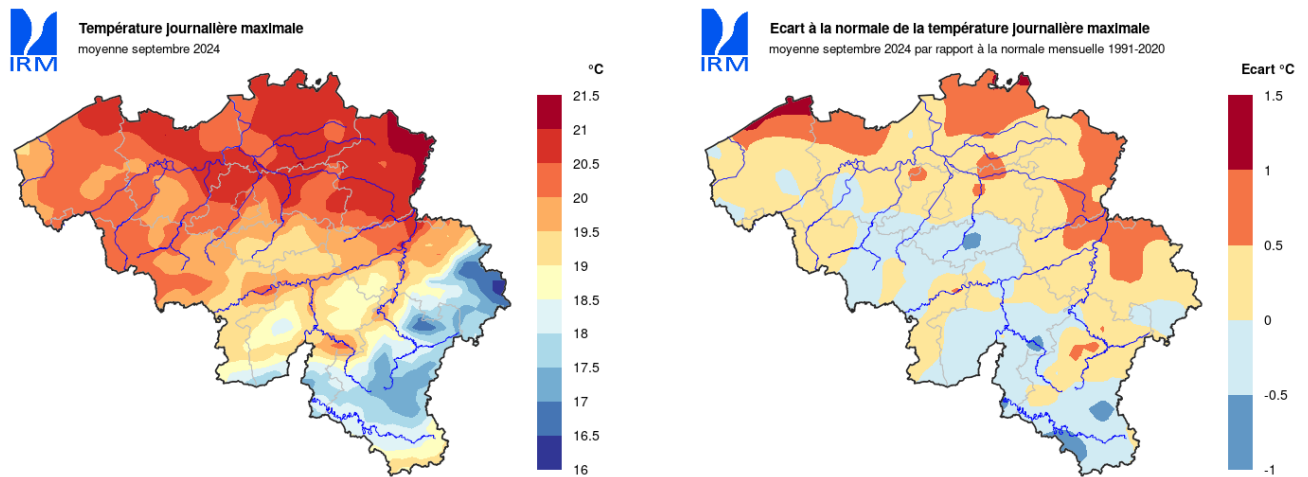 IRM
Température journalière maximale
moyenne septembre 2024
°C
21.5
21
20.5
20
19.5
19
18.5
18
17.5
17
16.5
16
IRM
Ecart à la normale de la température journalière maximale
moyenne septembre 2024 par rapport à la normale mensuelle 1991-2020
Ecart °C
1.5
1
0.5
0
-0.5
-1